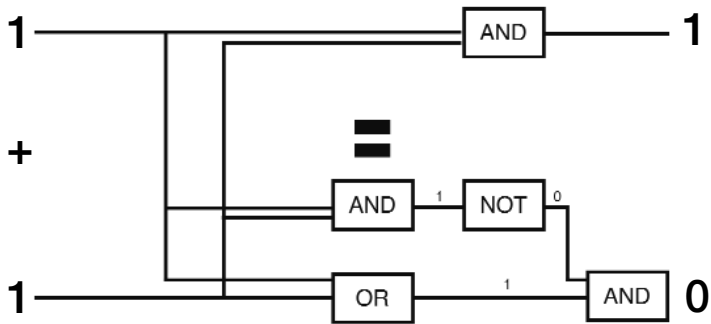 1 AND 1
+
=
AND 1 NOT 0
1 OR 1 AND 0